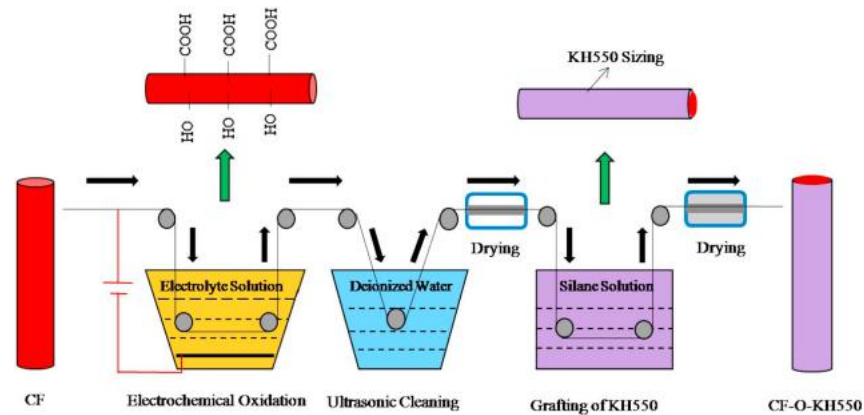 COOH
COOH
COOH
HO
HO
HO
KH550 Sizing
Drying
Drying
Electrolyte Solution
Deionized Water
Silane Solution
CF
Electrochemical Oxidation
Ultrasonic Cleaning
Grafting of KH550
CF-O-KH550